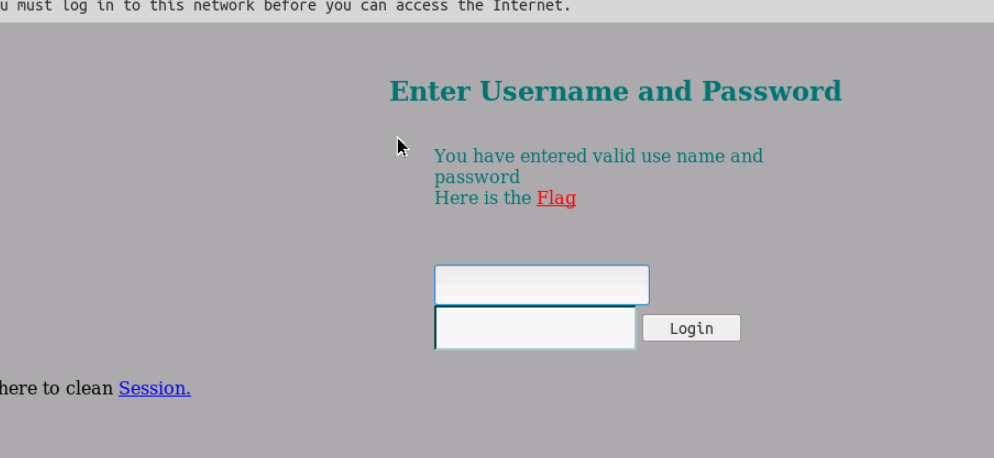 u must log in to this network before you can access the Internet.
Enter Username and Password
You have entered valid use name and
password
Here is the Flag
Login
here to clean Session.